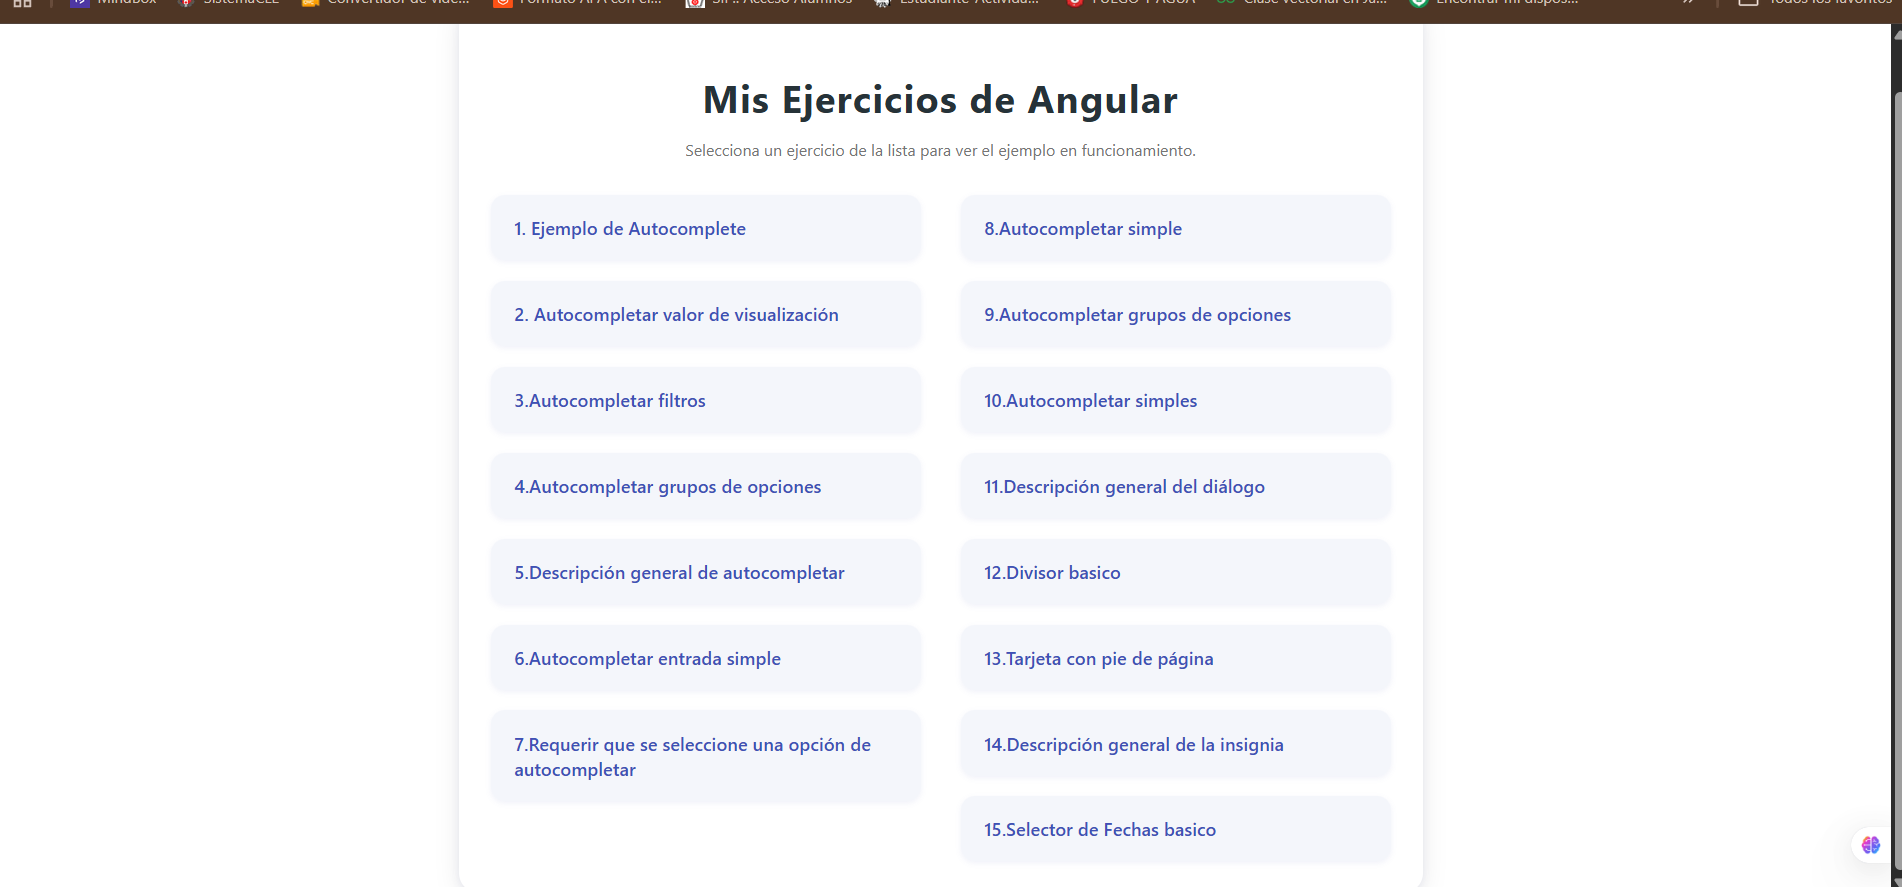 Mis Ejercicios de Angular
Selecciona un ejercicio de la lista para ver el ejemplo en funcionamiento.
1. Ejemplo de Autocomplete
2. Autocompletar valor de visualización
3.Autocompletar filtros
4.Autocompletar grupos de opciones
5.Descripción general de autocompletar
6.Autocompletar entrada simple
7.Requerir que se seleccione una opción de
autocompletar
8.Autocompletar simple
9.Autocompletar grupos de opciones
10.Autocompletar simples
11.Descripción general del diálogo
12.Divisor basico
13.Tarjeta con pie de página
14.Descripción general de la insignia
15.Selector de Fechas basico